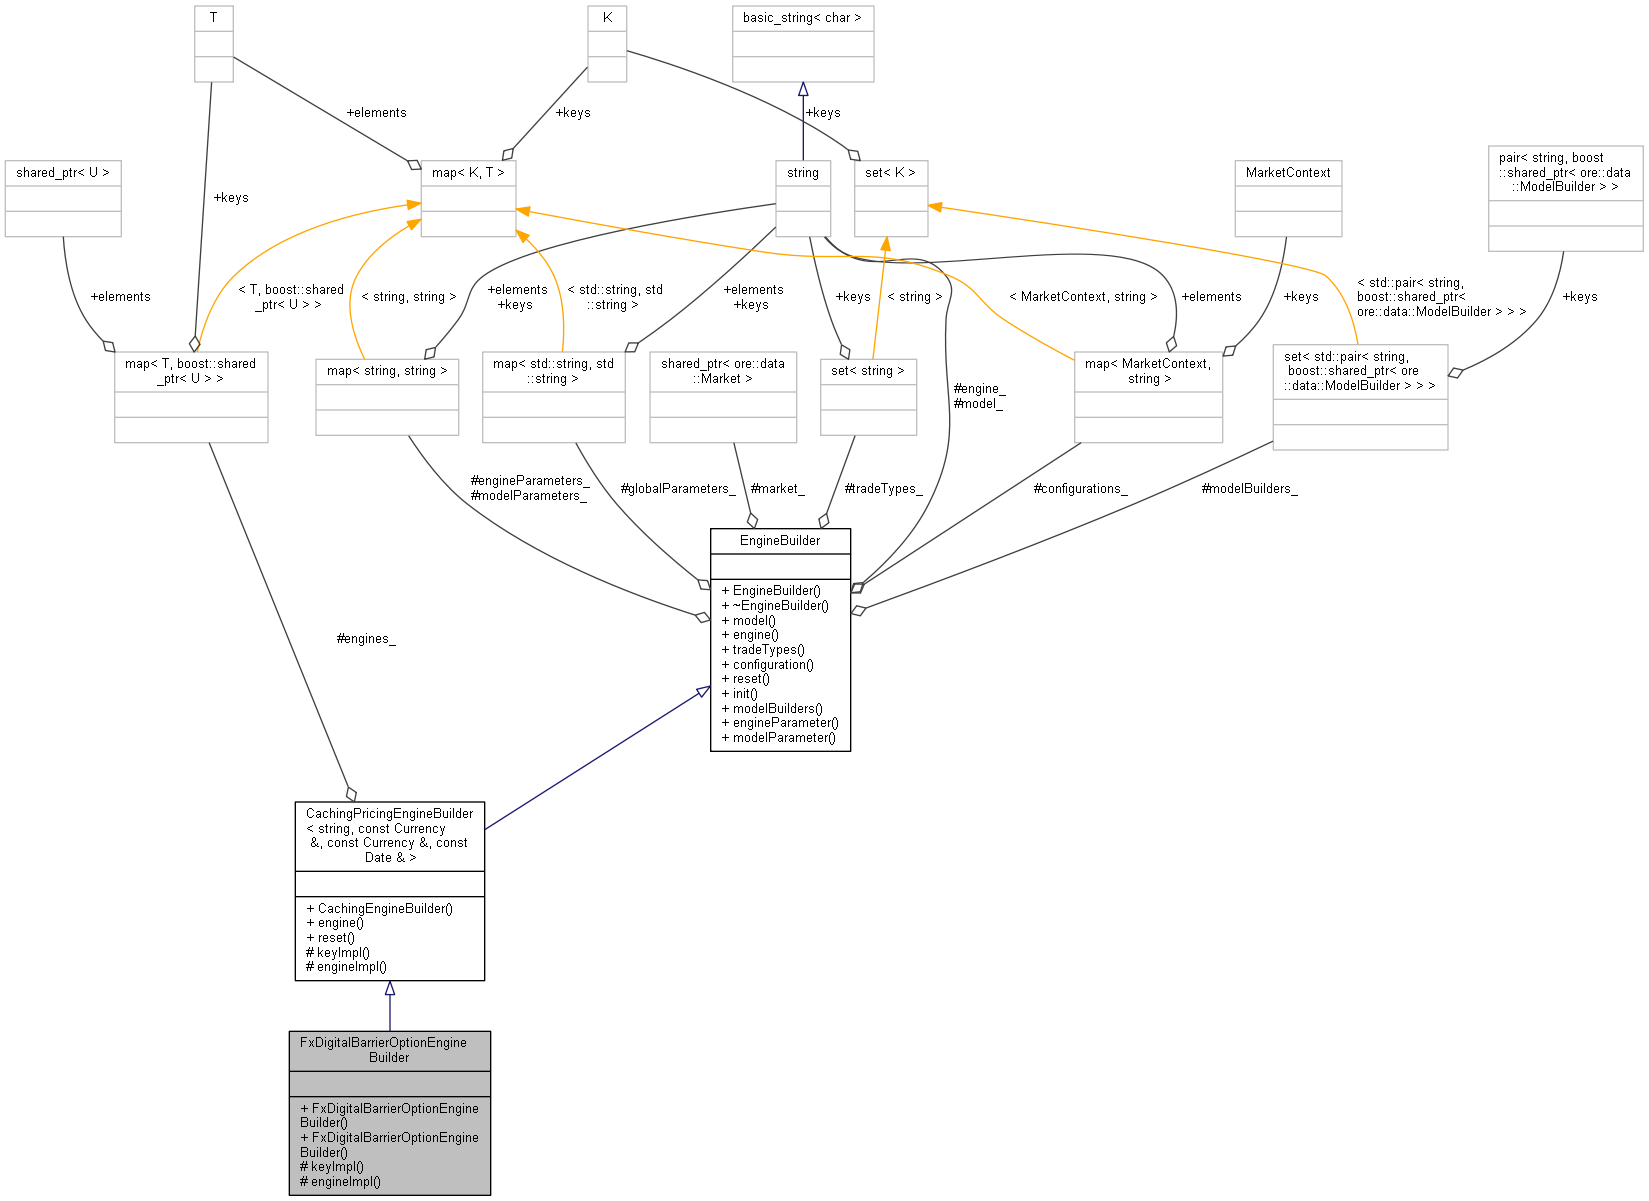 T
K
basic_string< char >
+elements
+keys
+keys
shared_ptr< U >
map< K, T >
string
set< K >
MarketContext
pair< string, boost
::shared_ptr< ore::data
::ModelBuilder > >
+keys
+elements
< T, boost::shared
_ptr< U > >
< string, string >
+elements
+keys
< std::string, std
::string >
+elements
+keys
+keys
< string >
< MarketContext, string >
+elements
+keys
< std::pair< string,
boost::shared_ptr<
ore::data::ModelBuilder > > >
+keys
map< T, boost::shared
_ptr< U > >
map< string, string >
map< std::string, std
::string >
shared_ptr< ore::data
::Market >
set< string >
#engine_
#model_
map< MarketContext,
string >
set< std::pair< string,
boost::shared_ptr< ore
::data::ModelBuilder > > >
#engineParameters_
#modelParameters_
#globalParameters_
#market_
#tradeTypes_
#configurations_
#modelBuilders_
EngineBuilder
+ EngineBuilder()
+ ~EngineBuilder()
+ model()
+ engine()
+ tradeTypes()
+ configuration()
+ reset()
+ init()
+ modelBuilders()
+ engineParameter()
+ modelParameter()
#engines_
CachingPricingEngineBuilder
< string, const Currency
&, const Currency &, const
Date & >
+ CachingEngineBuilder()
+ engine()
+ reset()
# keyImpl()
# engineImpl()
FxDigitalBarrierOptionEngine
Builder
+ FxDigitalBarrierOptionEngine
Builder()
+ FxDigitalBarrierOptionEngine
Builder()
# keyImpl()
# engineImpl()